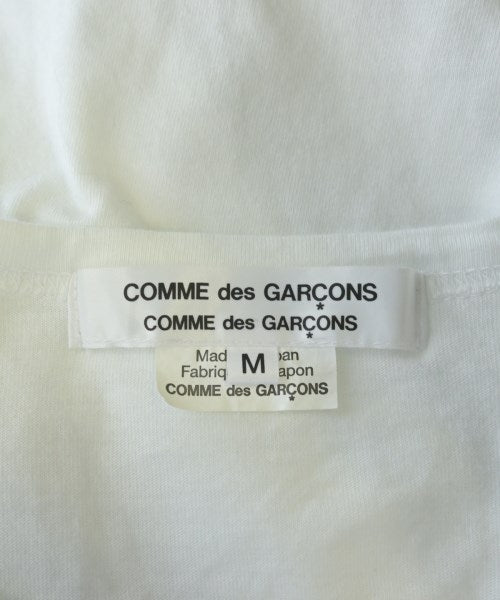 COMME des GARÇONS
COMME des GARÇONS
Mad M pan
Fabriq apon
COMME des GARÇONS